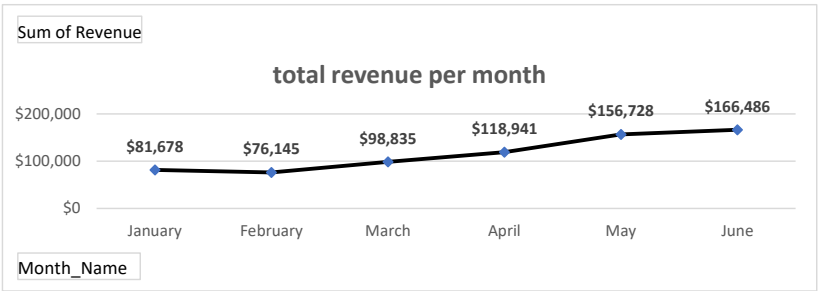 Sum of Revenue
total revenue per month
$200,000
$100,000
$0
$81,678
$76,145
$98,835
$118,941
$156,728
$166,486
January
February
March
April
May
June
Month_Name